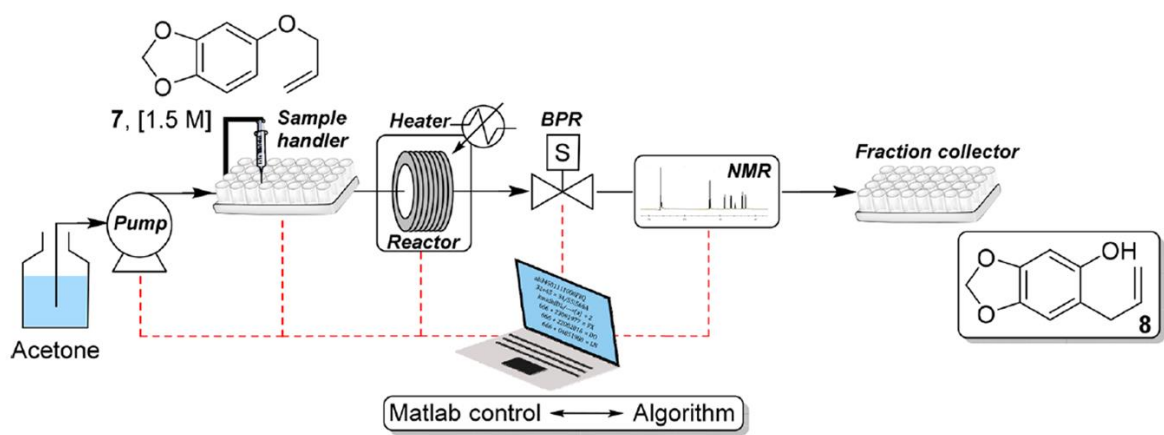 O
O
O
7, [1.5 M]
Sample
handler
Heater
BPR
S
NMR
Fraction collector
Pump
Reactor
O
O
OH
8
Acetone
Matlab control
Algorithm